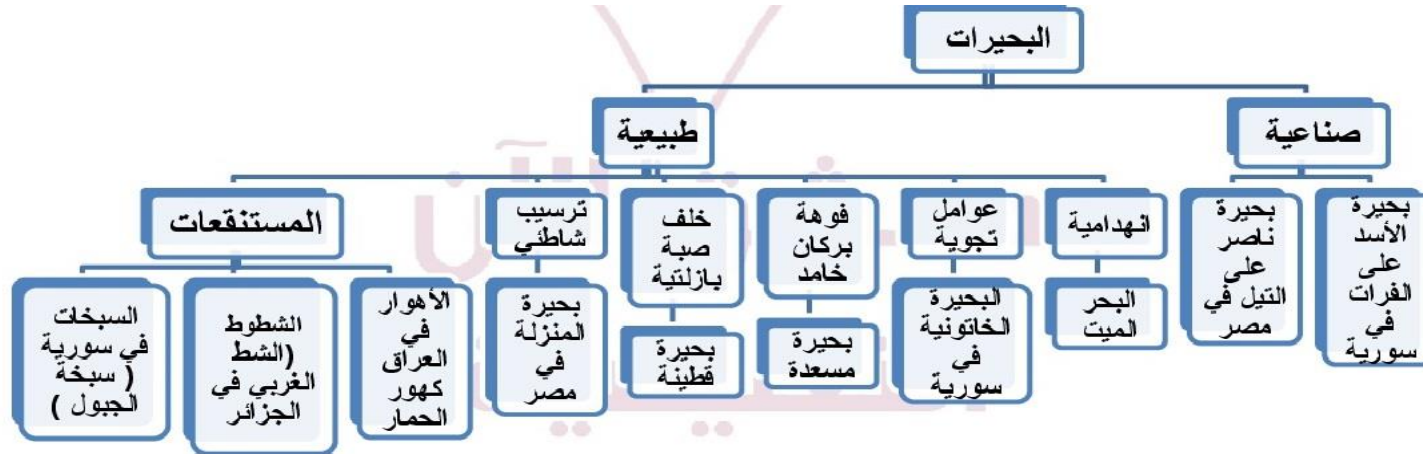 البحيرات
صناعية
طبيعية
بحيرة
الأسد
على
الفرات
في
سورية
بحيرة
ناصر
على
التيل في
مصر
انهدامية
البحر
الميت
عوامل
تجوية
البحيرة
الخاتونية
في
سورية
فوهة
بركان
خامد
بحيرة
مسعدة
خلف
صبة
بازلتية
بحيرة
قطينة
ترسيب
شاطئي
بحيرة
المنزلة
في
مصر
المستنقعات
الأهوار
في
العراق
كهور
الحمار
الشطوط
(الشط
الغربي في
الجزائر
السبخات
في سورية
( سبخة
الجبول )